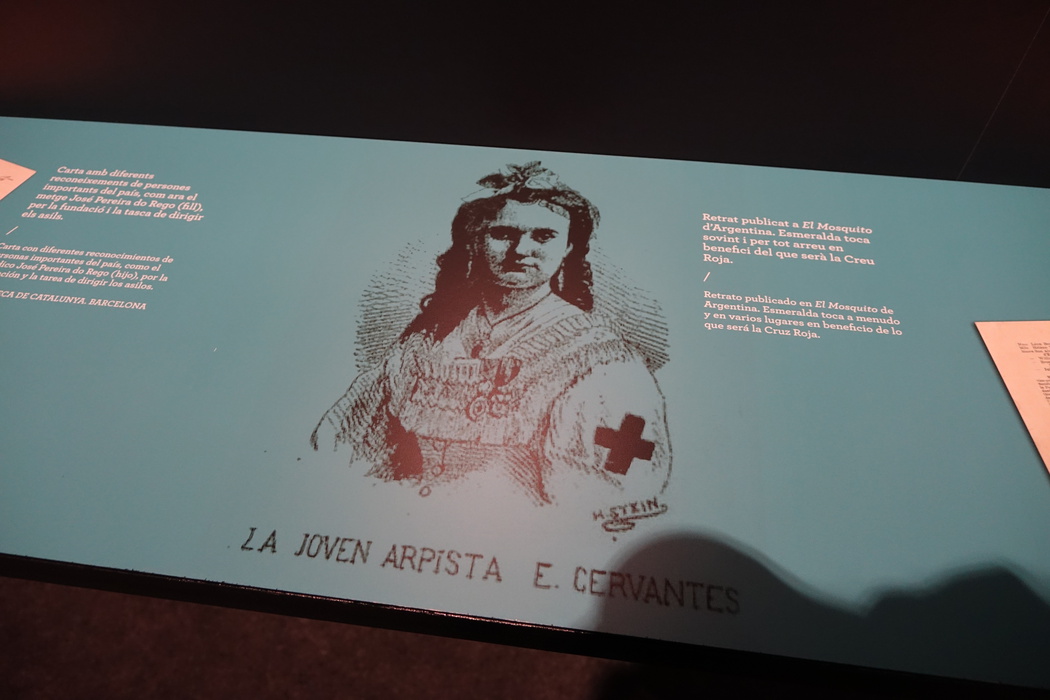 Carta amb diferents
reconeixements de persones
importants del país, com ara el
metge José Pereira do Rego (fill),
per la fundació i la tasca de dirigir
els asils.
/
Carta con diferentes reconocimientos de
importantes del país, como el
José Pereira do Rego (hijo), por la
y la tarea de dirigir los asilos.
DE CATALUNYA. BARCELONA
Retrat publicat a El Mosquito
d'Argentina. Esmeralda toca
sovint i per tot arreu en
benefici del que serà la Creu
Roja.
/
Retrato publicado en El Mosquito de
Argentina. Esmeralda toca a menudo
y en varios lugares en beneficio de lo
que será la Cruz Roja.
LA JOVEN ARPISTA E. CERVANTES